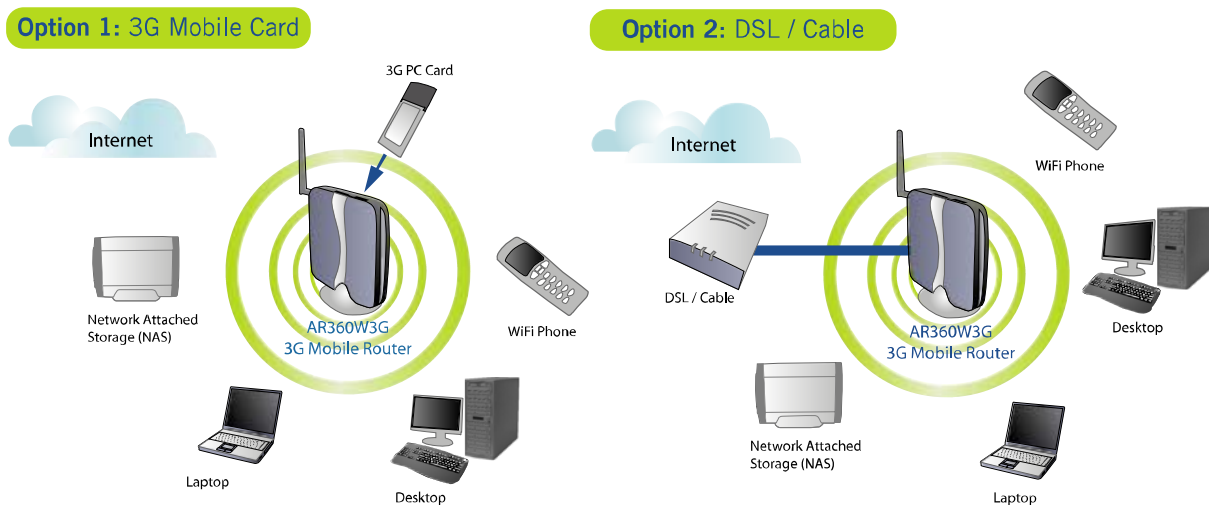 Option 1: 3G Mobile Card
3G PC Card
Internet
Network Attached
Storage (NAS)
AR360W3G
3G Mobile Router
WiFi Phone
Laptop
Desktop
Option 2: DSL / Cable
Internet
WiFi Phone
DSL / Cable
AR360W3G
3G Mobile Router
Desktop
Network Attached
Storage (NAS)
Laptop